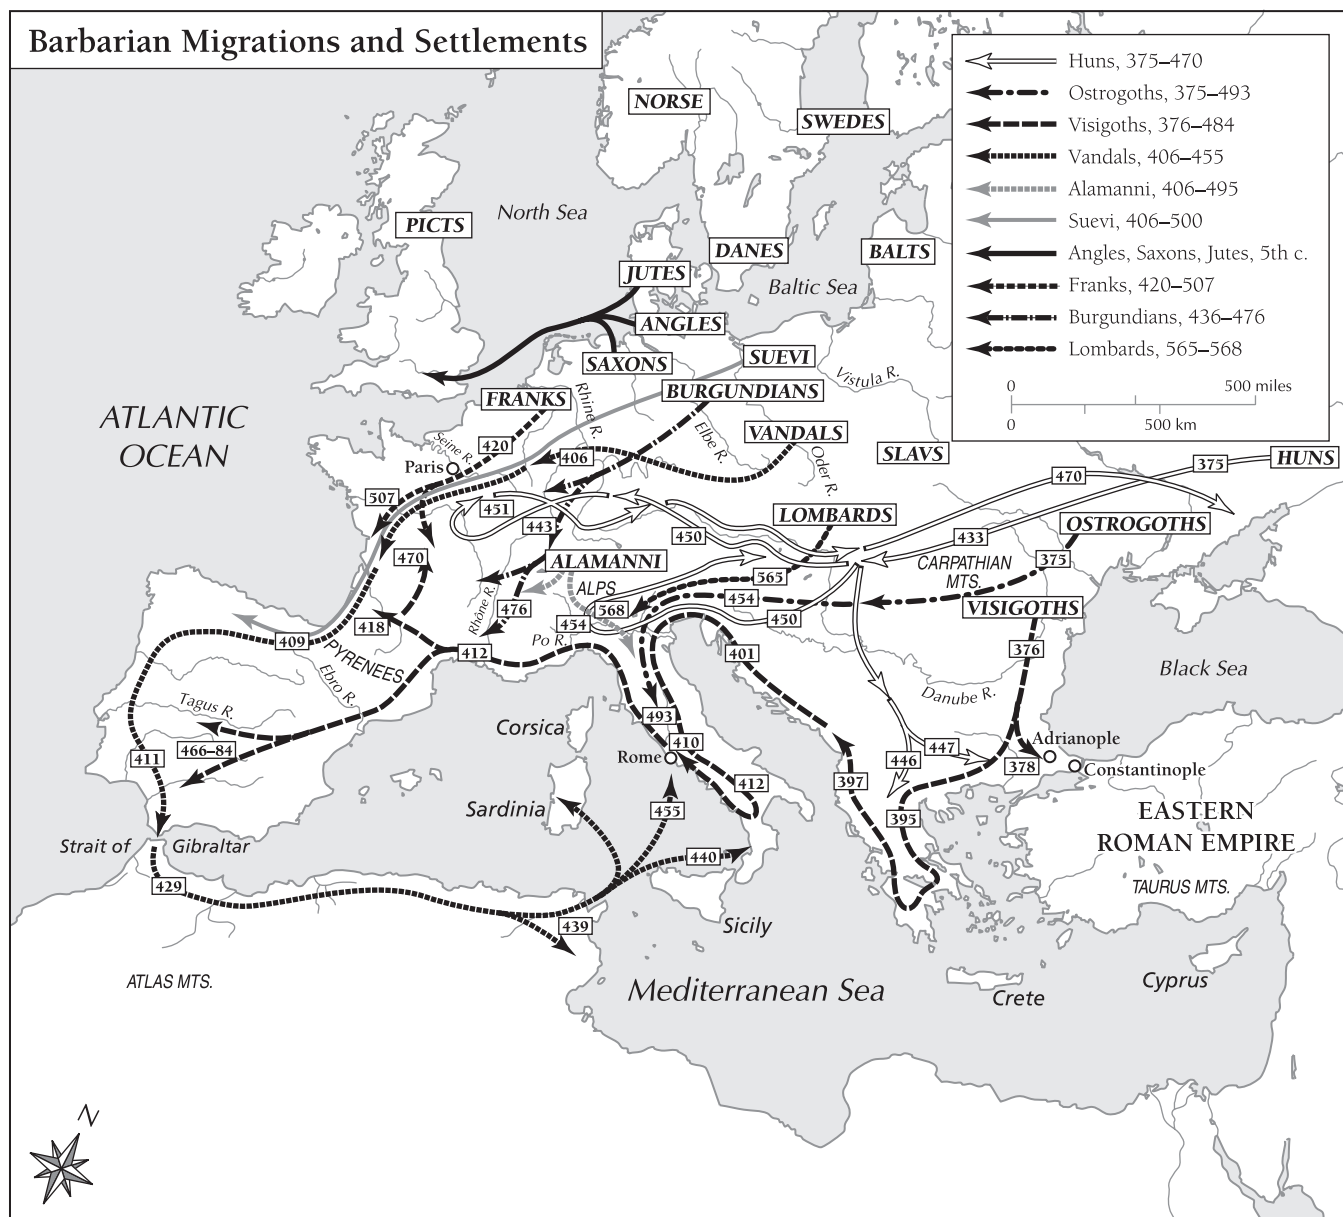 Barbarian Migrations and Settlements
Huns, 375–470
Ostrogoths, 375–493
Visigoths, 376–484
Vandals, 406–455
Alamanni, 406–495
Suevi, 406–500
Angles, Saxons, Jutes, 5th c.
Franks, 420–507
Burgundians, 436–476
Lombards, 565–568
0 500 miles
0 500 km
NORSE
SWEDES
North Sea
PICTS
DANES
BALTS
JUTES
Baltic Sea
ANGLES
SAXONS
SUEVI
Vistula R.
FRANKS
Rhine R.
BURGUNDIANS
ATLANTIC
OCEAN
Seine R.
420
Elbe R.
VANDALS
Oder R.
SLAVS
HUNS
375
Paris
406
470
507
451
443
450
LOMBARDS
433
OSTROGOTHS
470
ALAMANNI
565
CARPATHIAN
MTS.
375
ALPS
Rhône R.
476
568
454
454
450
VISIGOTHS
418
409
PYRENEES
412
Po R.
401
376
Black Sea
Ebro R.
Tagus R.
Danube R.
Corsica
493
466–84
411
410
Rome
446
447
378
Adrianople
Constantinople
412
397
Sardinia
455
395
EASTERN
ROMAN EMPIRE
Strait of Gibraltar
440
429
TAURUS MTS.
439
Sicily
ATLAS MTS.
Mediterranean Sea
Crete
Cyprus
N